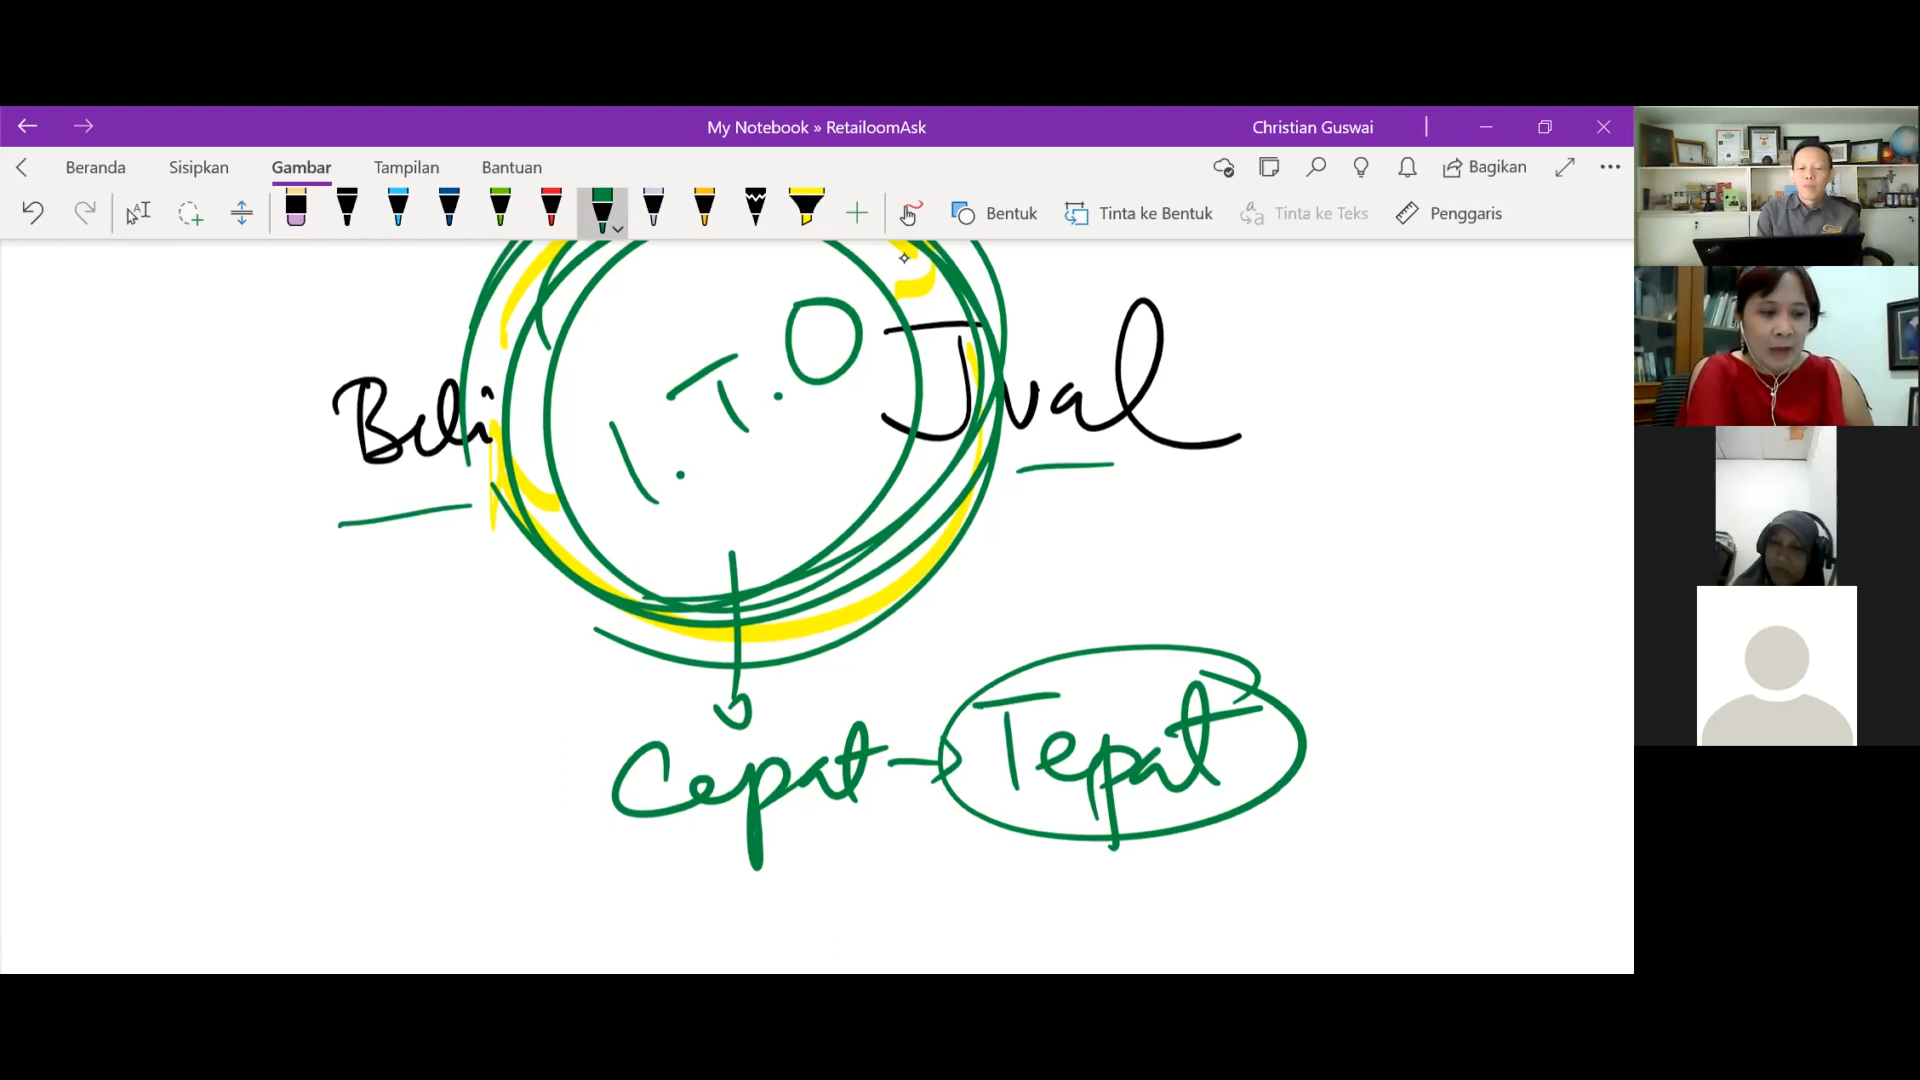 My Notebook » RetailoomAsk
Christian Guswai
Beranda Sisipkan Gambar Tampilan Bantuan
Bagikan
Bentuk Tinta ke Bentuk Tinta ke Teks Penggaris
I.T.O
Beli Jual
Cepat Tepat